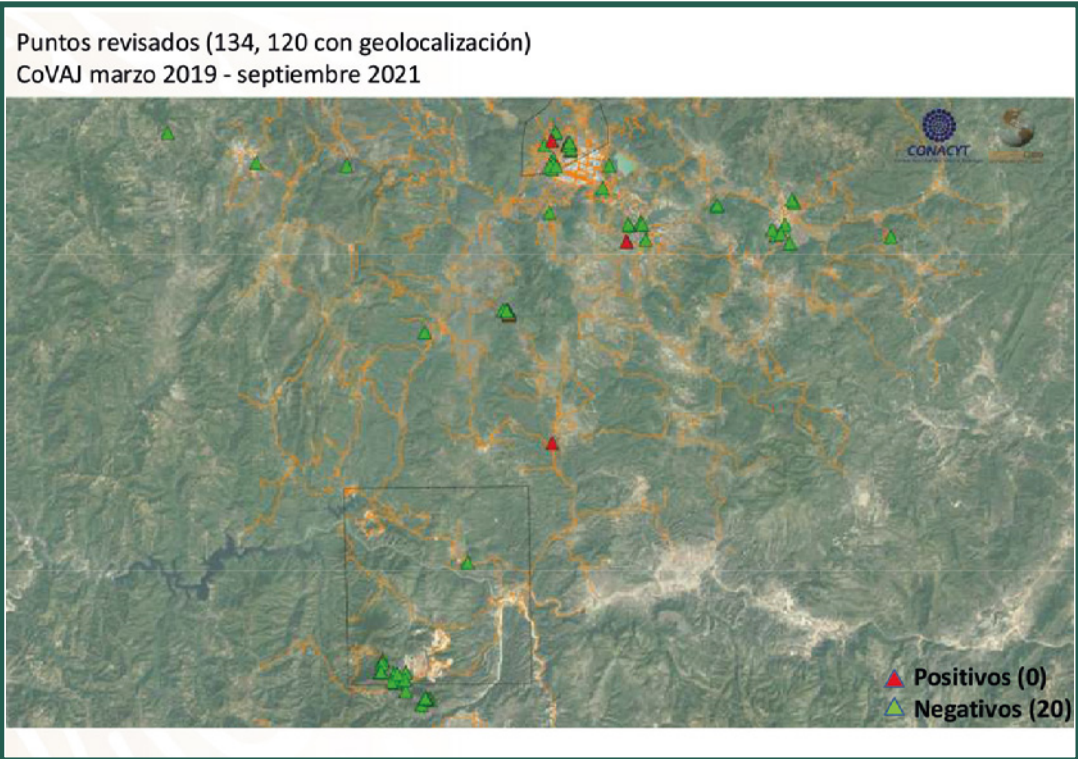 Puntos revisados (134, 120 con geolocalización)
CoVAJ marzo 2019 - septiembre 2021
CONACYT
Positivos (0)
Negativos (20)